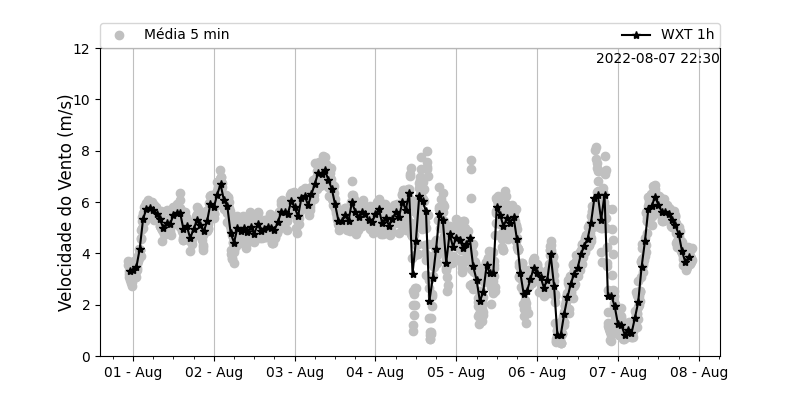 Média 5 min
WXT 1h
2022-08-07 22:30
Velocidade do Vento (m/s)
12
10
8
6
4
2
0
01 - Aug
02 - Aug
03 - Aug
04 - Aug
05 - Aug
06 - Aug
07 - Aug
08 - Aug